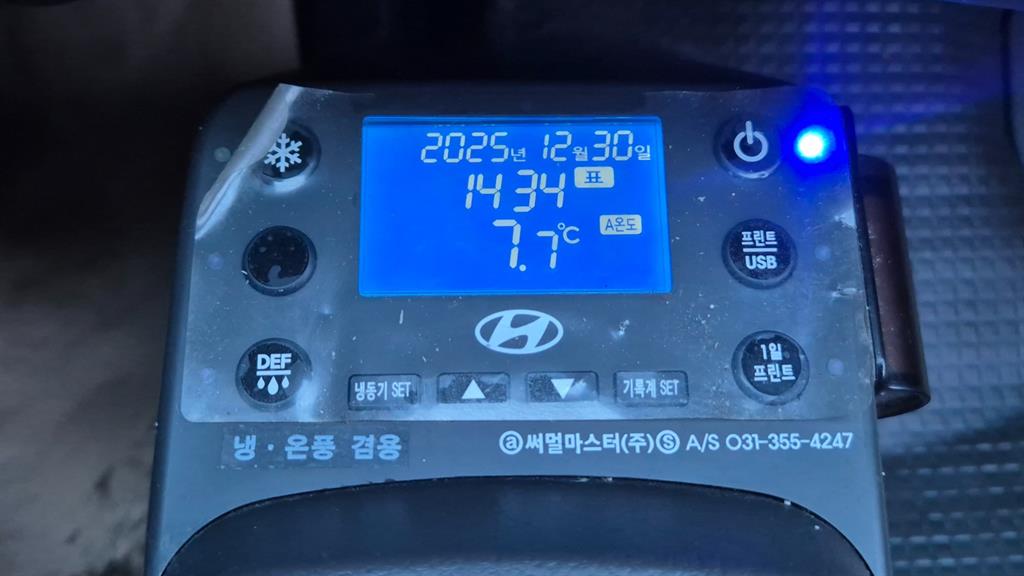 2025년 12월 30일
14 34 표
7.7℃ A온도
프린트
USB
DEF
1일
프린트
냉동기 SET
▲
▼
기록계 SET
냉·온풍 겸용
ⓐ써멀마스터(주)ⓢ A/S 031-355-4247